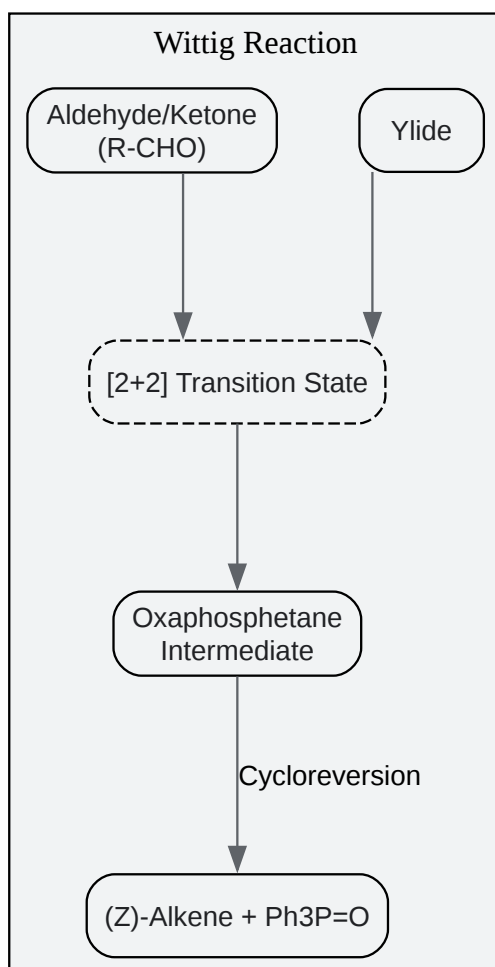 Wittig Reaction
Aldehyde/Ketone
(R-CHO)
Ylide
[2+2] Transition State
Oxaphosphetane
Intermediate
Cycloreversion
(Z)-Alkene + Ph3P=O